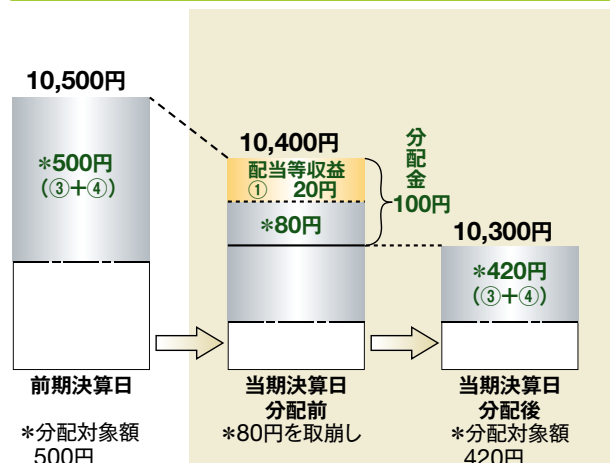 10,500円
*500円
(③+④)
前期決算日
*分配対象額
500円
10,400円
配当等収益
① 20円
*80円
分配金
100円
当期決算日
分配前
*80円を取崩し
10,300円
*420円
(③+④)
当期決算日
分配後
*分配対象額
420円